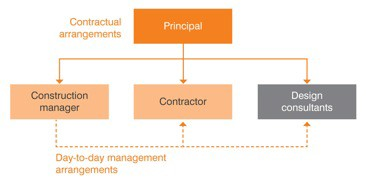 Contractual
arrangements
Principal
Construction
manager
Contractor
Design
consultants
Day-to-day management
arrangements